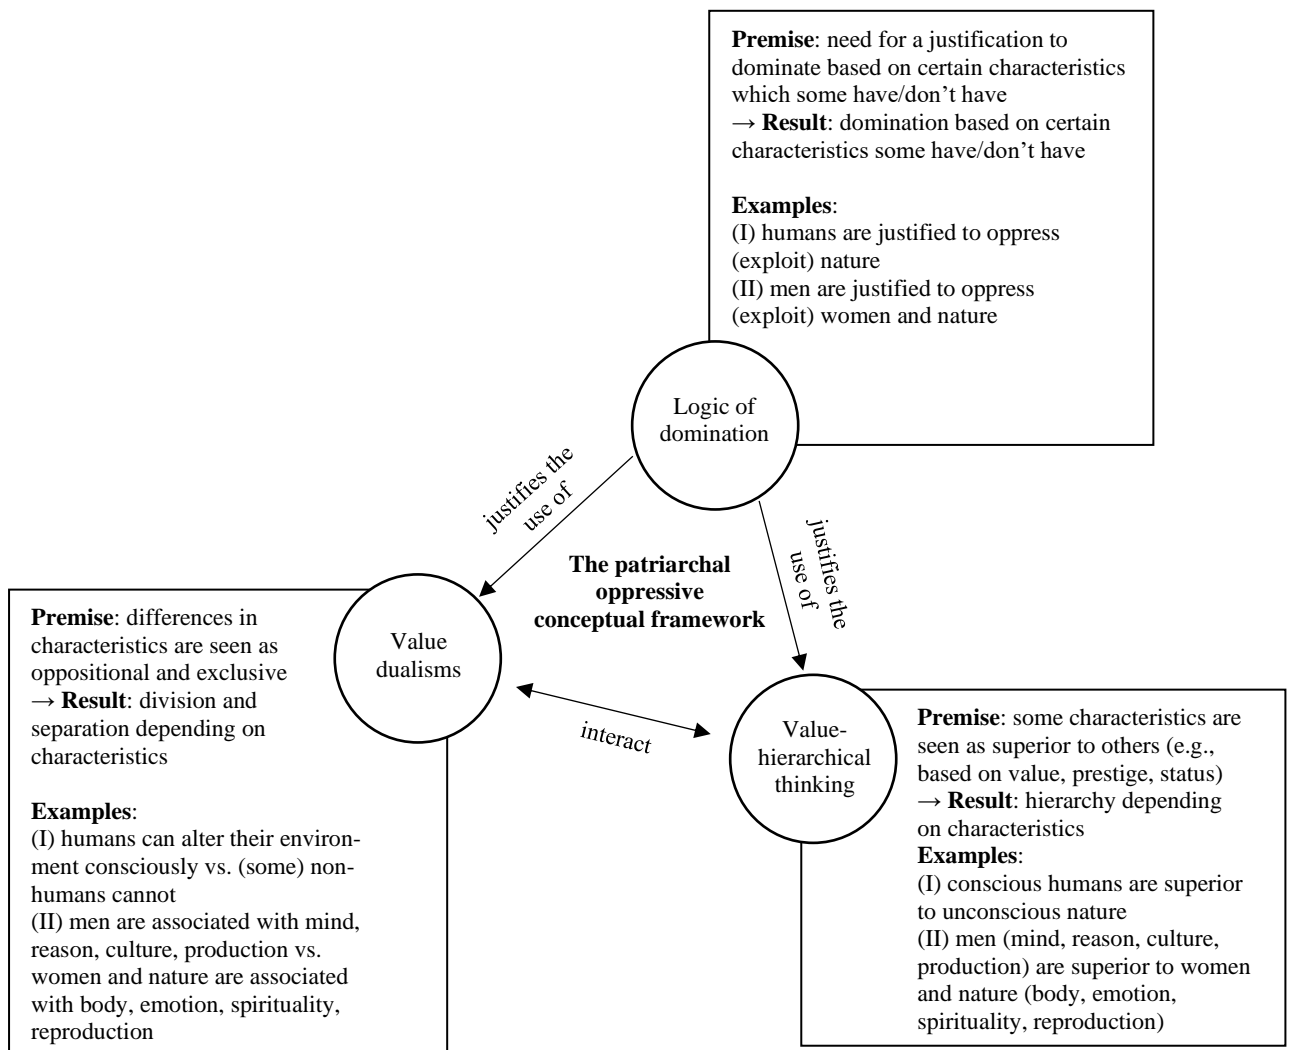 Premise: need for a justification to
dominate based on certain characteristics
which some have/don’t have
→ Result: domination based on certain
characteristics some have/don’t have
Examples:
(I) humans are justified to oppress
(exploit) nature
(II) men are justified to oppress
(exploit) women and nature
Logic of
domination
justifies the
use of
justifies the
use of
The patriarchal
oppressive
conceptual framework
Premise: differences in
characteristics are seen as
oppositional and exclusive
→ Result: division and
separation depending on
characteristics
Examples:
(I) humans can alter their environ-
ment consciously vs. (some) non-
humans cannot
(II) men are associated with mind,
reason, culture, production vs.
women and nature are associated
with body, emotion, spirituality,
reproduction
Value
dualisms
interact
Value-
hierarchical
thinking
Premise: some characteristics are
seen as superior to others (e.g.,
based on value, prestige, status)
→ Result: hierarchy depending
on characteristics
Examples:
(I) conscious humans are superior
to unconscious nature
(II) men (mind, reason, culture,
production) are superior to women
and nature (body, emotion,
spirituality, reproduction)